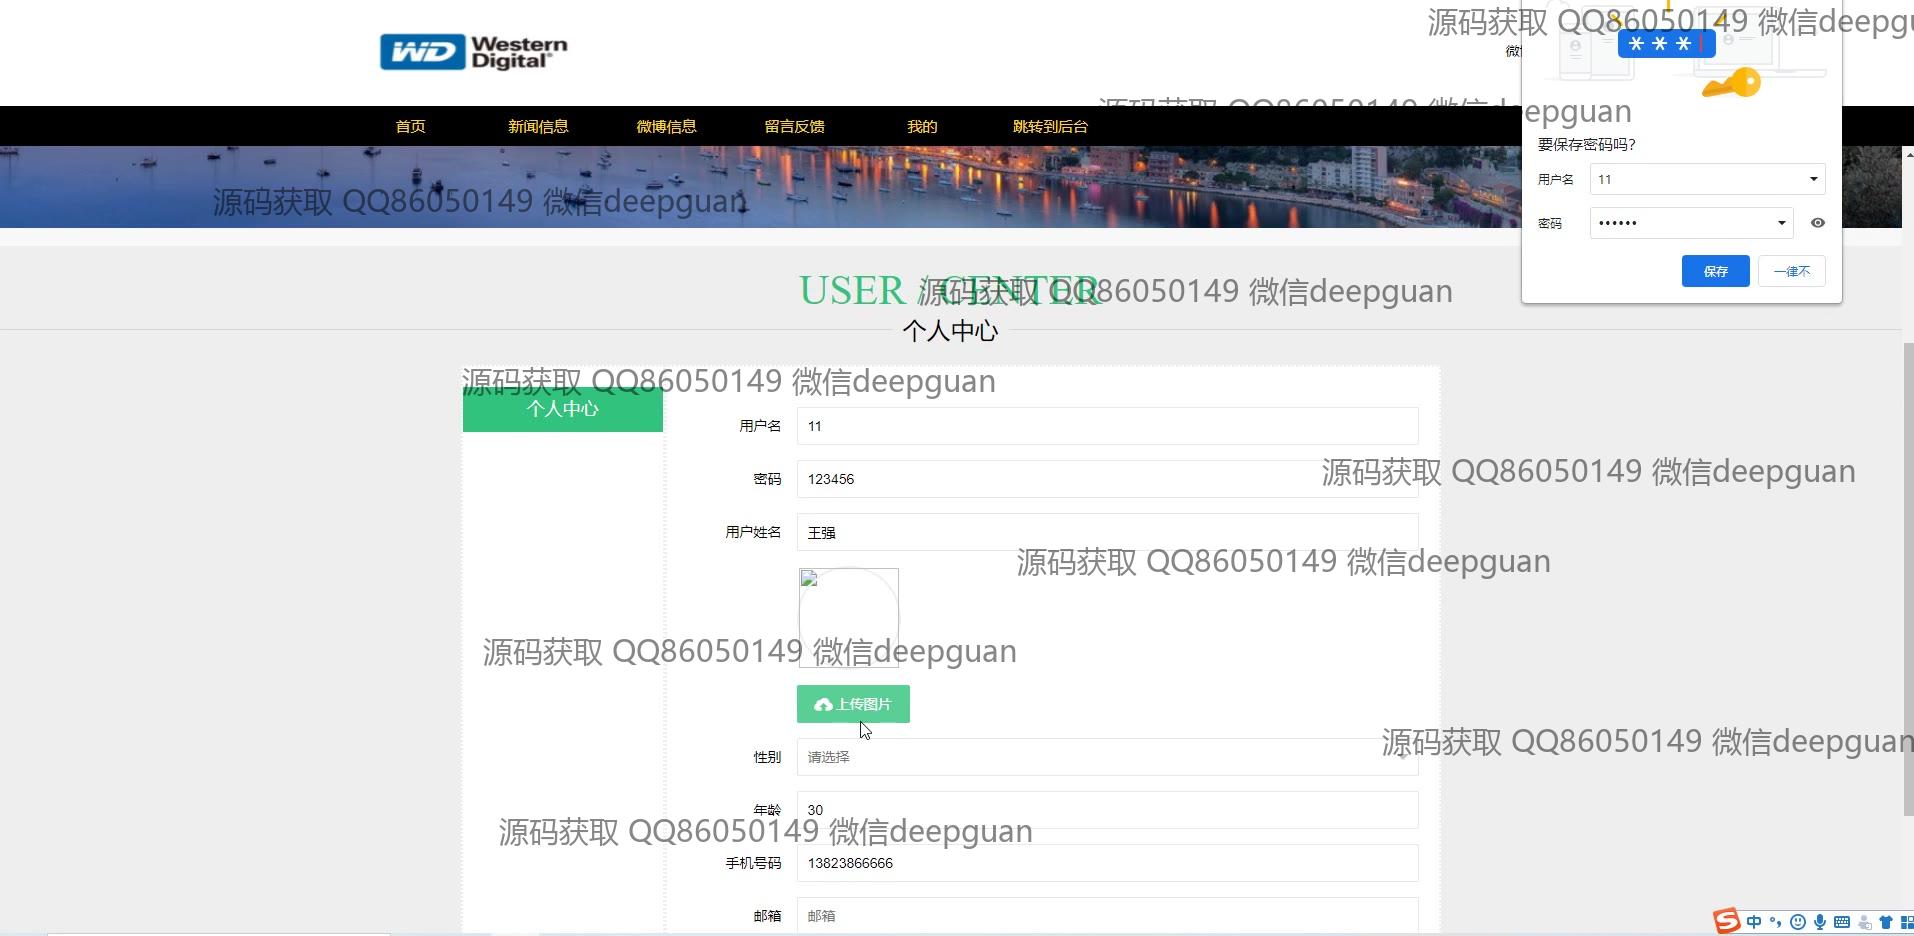 源码获取 QQ86050149 微信deepgu
WD Western Digital
***
微
源码获取 QQ86050149 微信deepguan
首页 新闻信息 微博信息 留言反馈 我的 跳转到后台
要保存密码吗?
用户名 11
源码获取 QQ86050149 微信deepguan
密码 ••••••
保存 一律不
USER / CENTER
源码获取 QQ86050149 微信deepguan
个人中心
源码获取 QQ86050149 微信deepguan
个人中心
用户名 11
源码获取 QQ86050149 微信deepguan
密码 123456
用户姓名 王强
源码获取 QQ86050149 微信deepguan
源码获取 QQ86050149 微信deepguan
上传图片
源码获取 QQ86050149 微信deepguan
性别 请选择
年龄 30
源码获取 QQ86050149 微信deepguan
手机号码 13823866666
邮箱 邮箱
中